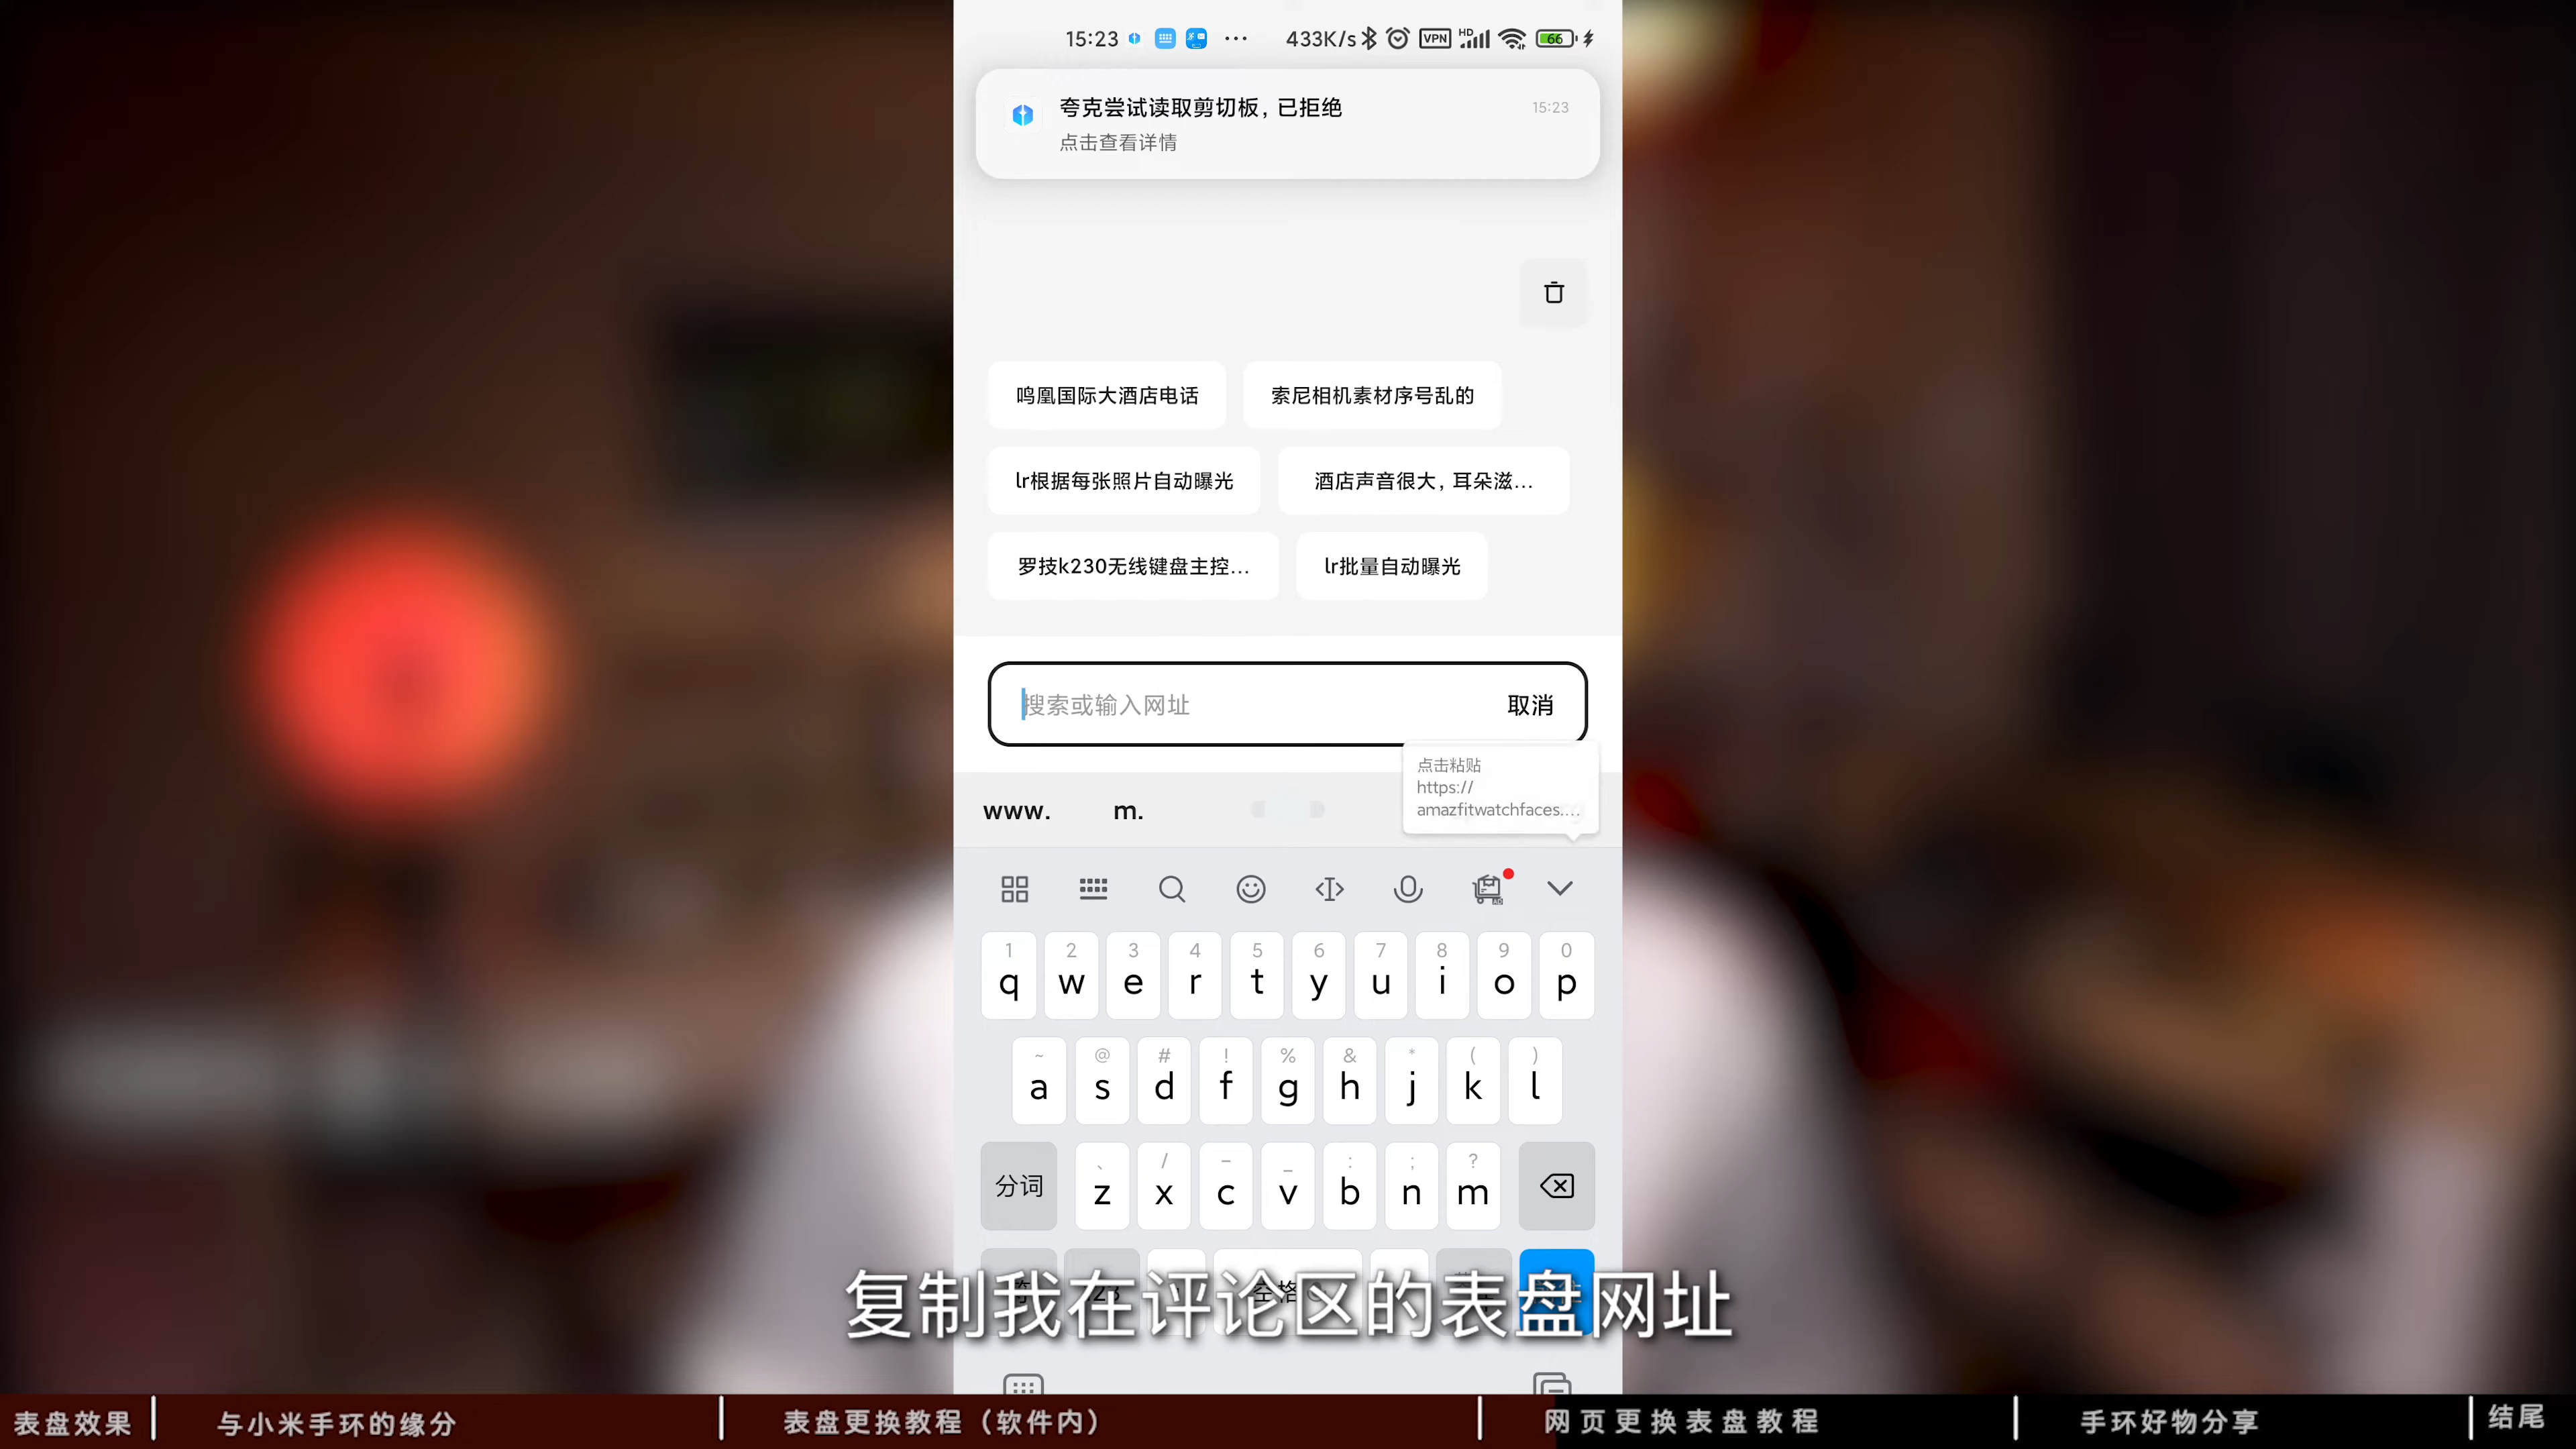 15:23
433K/s
VPN
HD
66
夸克尝试读取剪切板，已拒绝
15:23
点击查看详情
鸣凰国际大酒店电话
索尼相机素材序号乱的
lr根据每张照片自动曝光
酒店声音很大，耳朵滋...
罗技k230无线键盘主控...
lr批量自动曝光
搜索或输入网址
取消
点击粘贴
https://
amazfitwatchfaces....
www.
m.
1 2 3 4 5 6 7 8 9 0
q w e r t y u i o p
~ @ # ! % & * ( )
a s d f g h j k l
、 / – _ : ; ?
分词 z x c v b n m
复制我在评论区的表盘网址
表盘效果
与小米手环的缘分
表盘更换教程（软件内）
网页更换表盘教程
手环好物分享
结尾